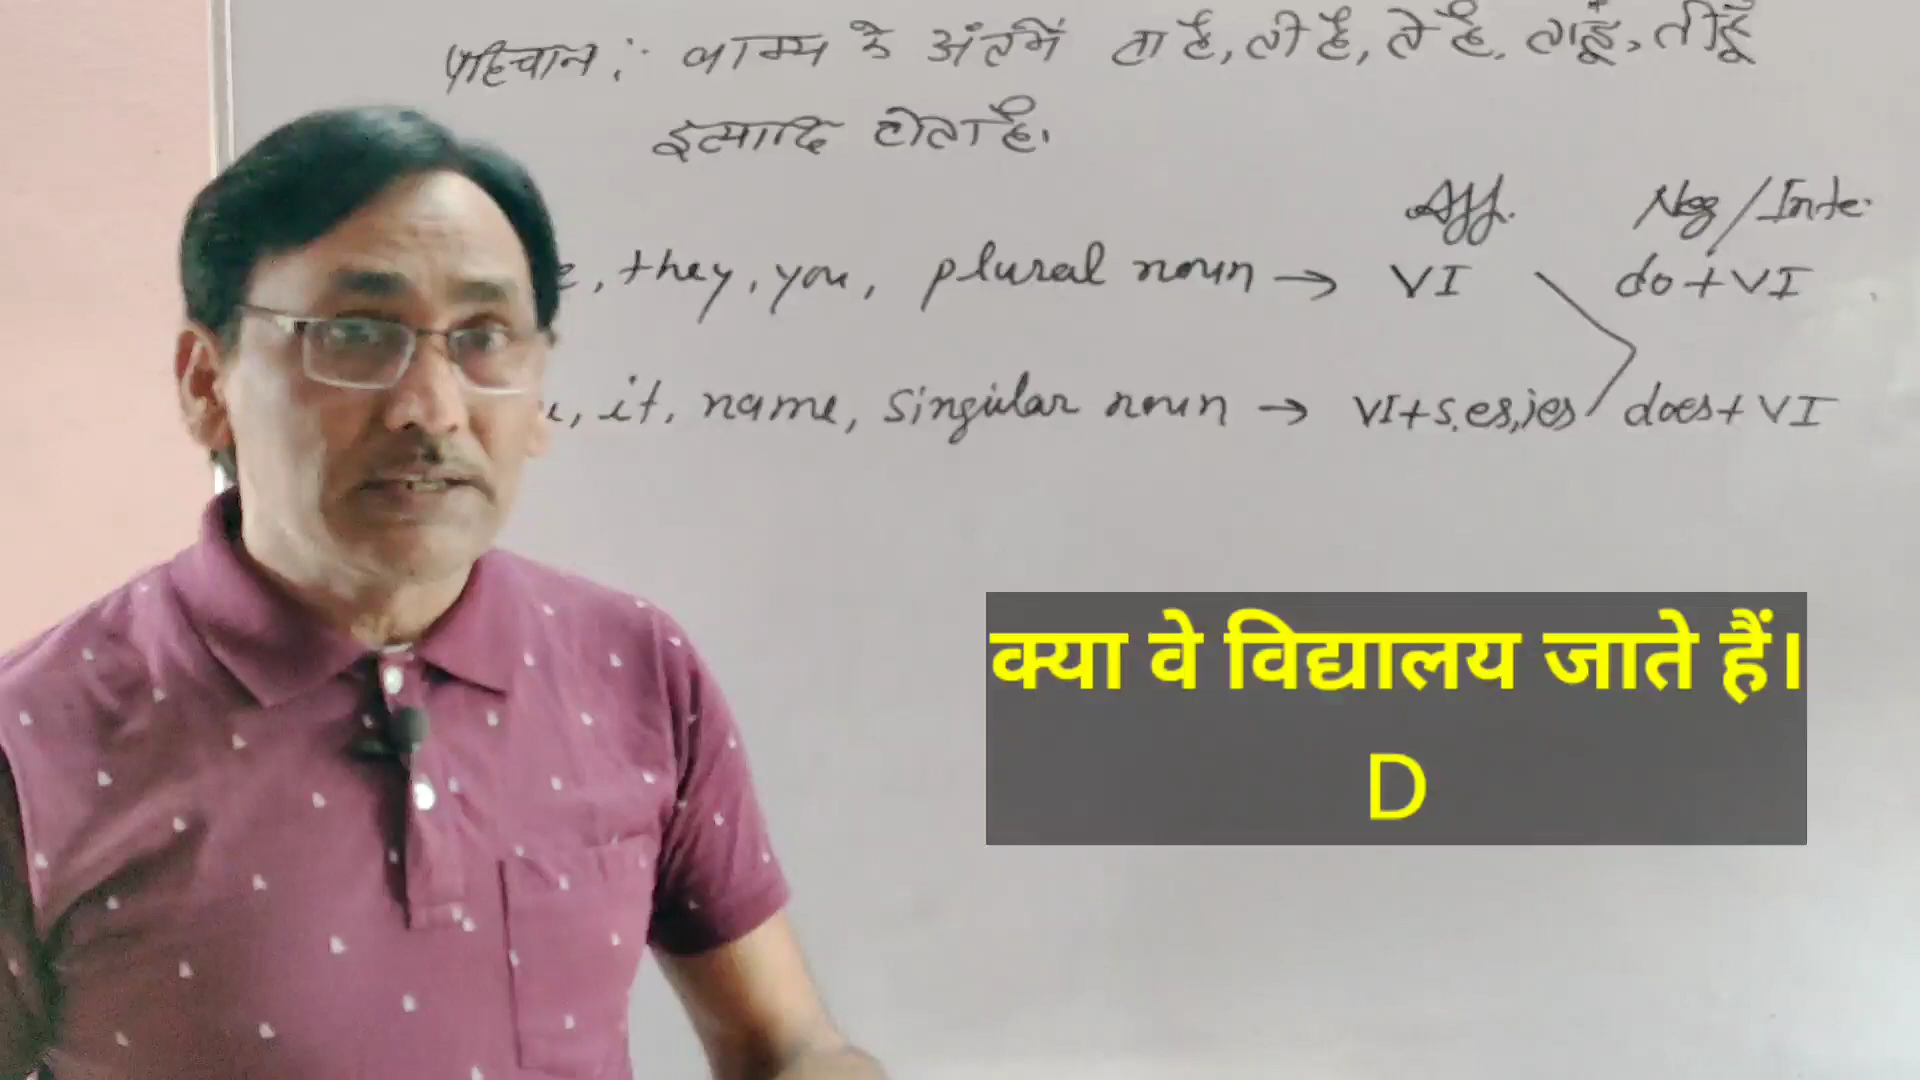 पहिचान :- वाक्य के अंत में ता है, ती है, ते है, ता हूँ, ती हूँ
इत्यादि होता है।
Aff. Neg/Inte.
they, you, plural noun → VI do+VI
it, name, singular noun → VI+s,es,ies does+VI
क्या वे विद्यालय जाते हैं।
D